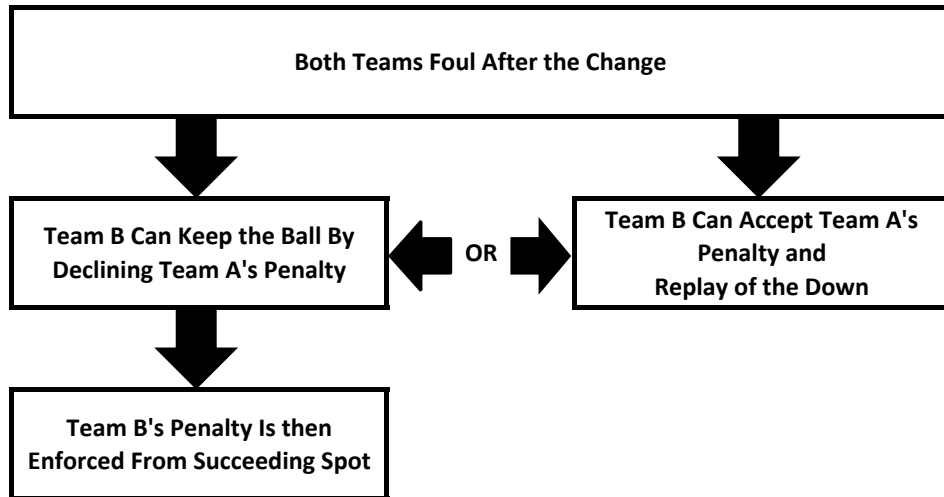 Both Teams Foul After the Change
Team B Can Keep the Ball By
Declining Team A's Penalty
OR
Team B Can Accept Team A's
Penalty and
Replay of the Down
Team B's Penalty Is then
Enforced From Succeeding Spot